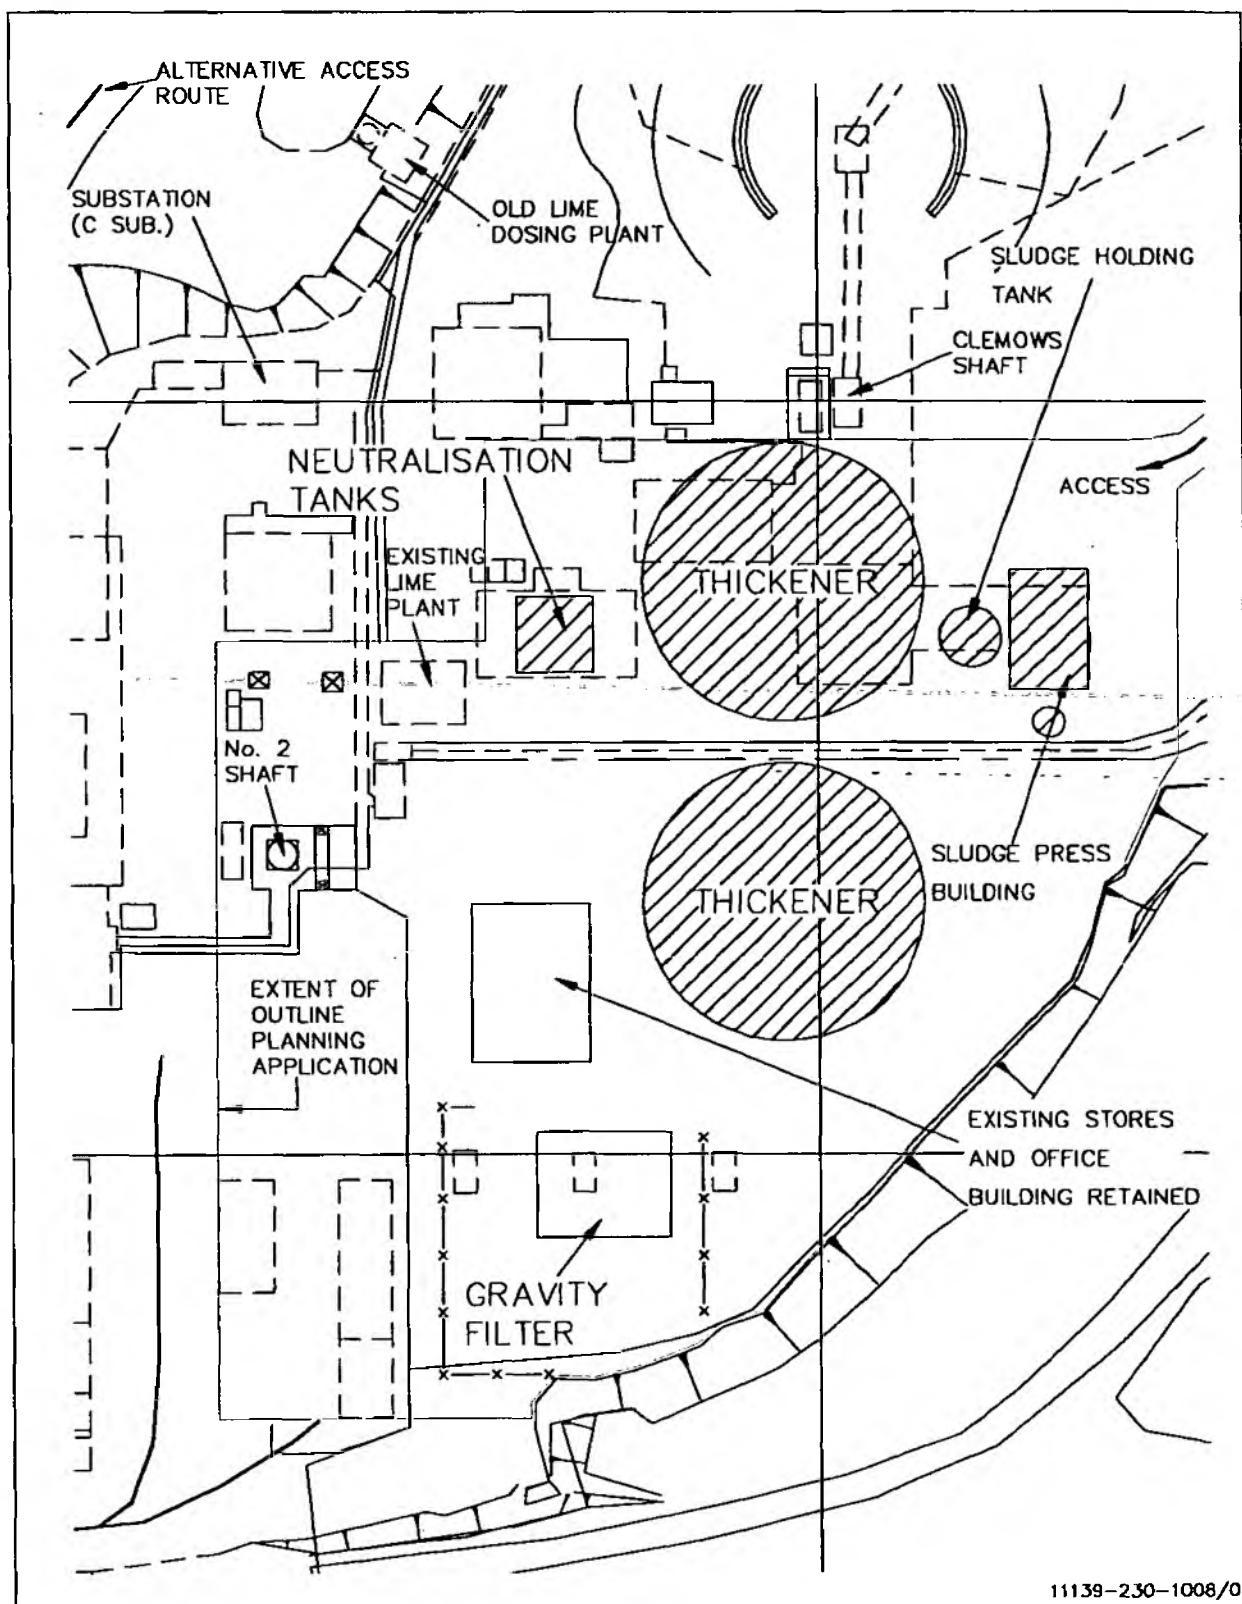 ALTERNATIVE ACCESS
ROUTE
SUBSTATION
(C SUB.)
OLD LIME
DOSING PLANT
SLUDGE HOLDING
TANK
CLEMOWS
SHAFT
NEUTRALISATION
TANKS
ACCESS
EXISTING
LIME
PLANT
THICKENER
No. 2
SHAFT
SLUDGE PRESS
BUILDING
THICKENER
EXTENT OF
OUTLINE
PLANNING
APPLICATION
EXISTING STORES
AND OFFICE
BUILDING RETAINED
GRAVITY
FILTER
11139-230-1008/0